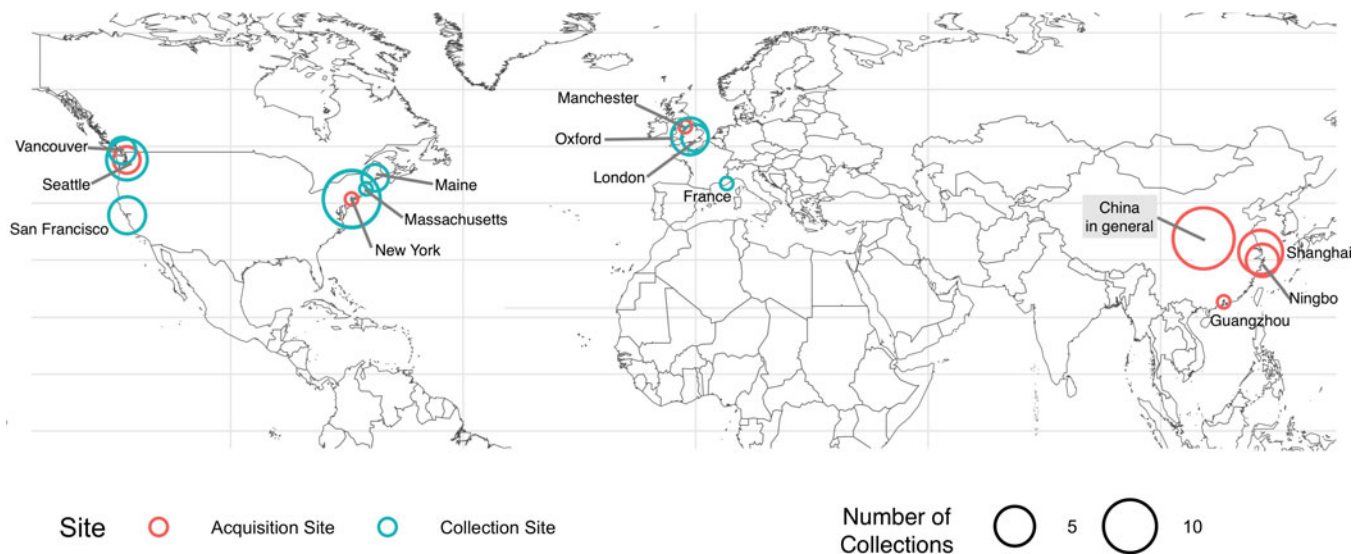 Manchester
Vancouver
Oxford
Seattle
Maine
London
France
Massachusetts
San Francisco
New York
China
in general
Shanghai
Ningbo
Guangzhou
Site
Acquisition Site
Collection Site
Number of
Collections
5
10